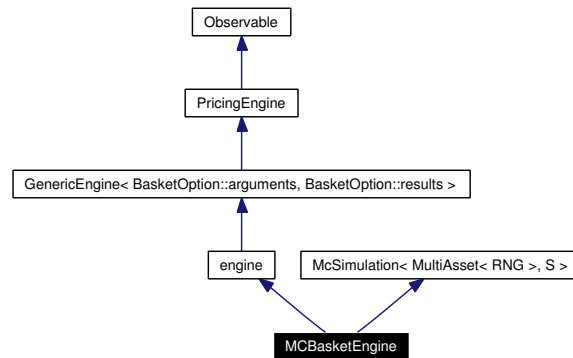 Observable
PricingEngine
GenericEngine< BasketOption::arguments, BasketOption::results >
engine
McSimulation< MultiAsset< RNG >, S >
MCBasketEngine